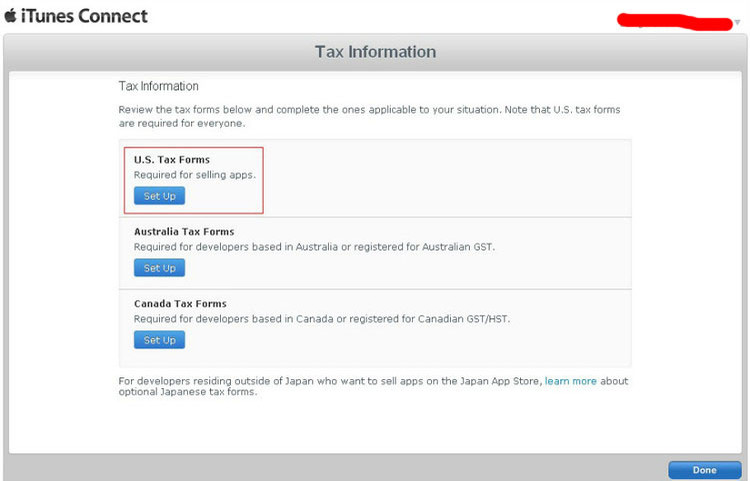 iTunes Connect
Tax Information
Tax Information
Review the tax forms below and complete the ones applicable to your situation. Note that U.S. tax forms
are required for everyone.
U.S. Tax Forms
Required for selling apps.
Set Up
Australia Tax Forms
Required for developers based in Australia or registered for Australian GST.
Set Up
Canada Tax Forms
Required for developers based in Canada or registered for Canadian GST/HST.
Set Up
For developers residing outside of Japan who want to sell apps on the Japan App Store, learn more about
optional Japanese tax forms.
Done